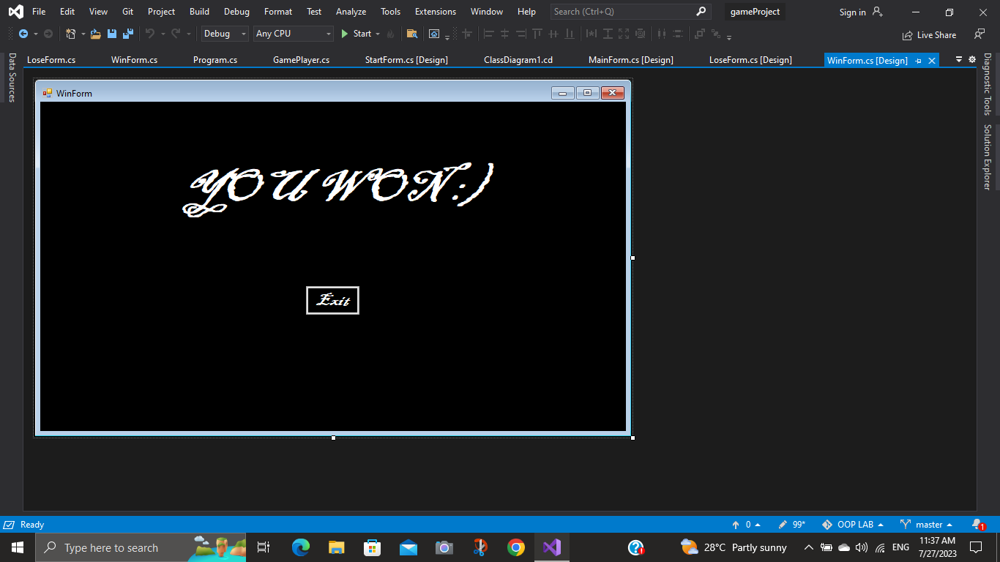 File Edit View Git Project Build Debug Format Test Analyze Tools Extensions Window Help Search (Ctrl+Q) gameProject Sign in
Debug Any CPU Start Live Share
LoseForm.cs WinForm.cs Program.cs GamePlayer.cs StartForm.cs [Design] ClassDiagram1.cd MainForm.cs [Design] LoseForm.cs [Design] WinForm.cs [Design]
Data Sources
Diagnostic Tools
Solution Explorer
WinForm
YOU WON :)
Exit
Ready 0 99* OOP LAB master 1
Type here to search 28°C Partly sunny ENG 11:37 AM
7/27/2023